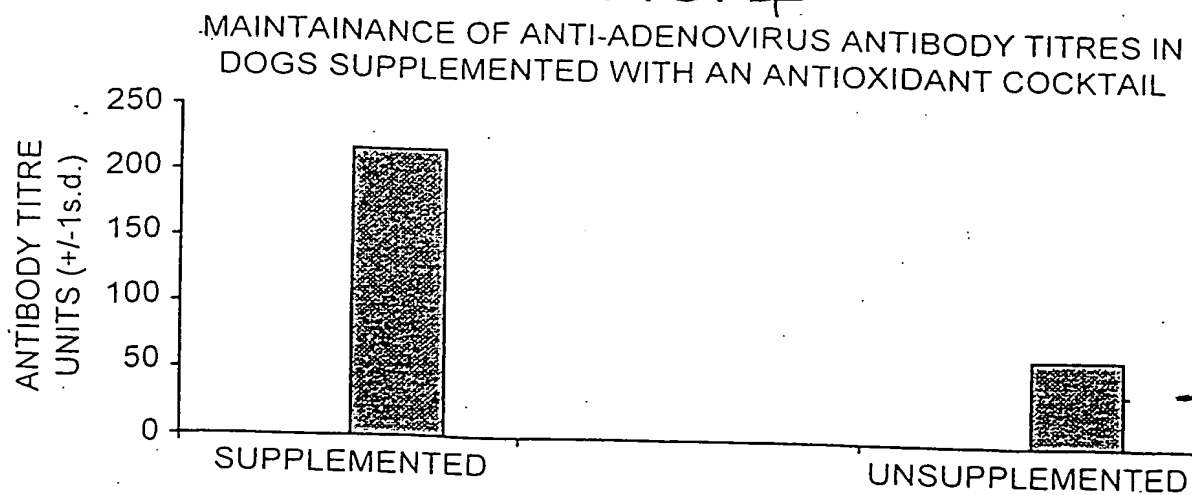 MAINTAINANCE OF ANTI-ADENOVIRUS ANTIBODY TITRES IN
DOGS SUPPLEMENTED WITH AN ANTIOXIDANT COCKTAIL
ANTIBODY TITRE
UNITS (+/-1s.d.)
250
200
150
100
50
0
SUPPLEMENTED
UNSUPPLEMENTED